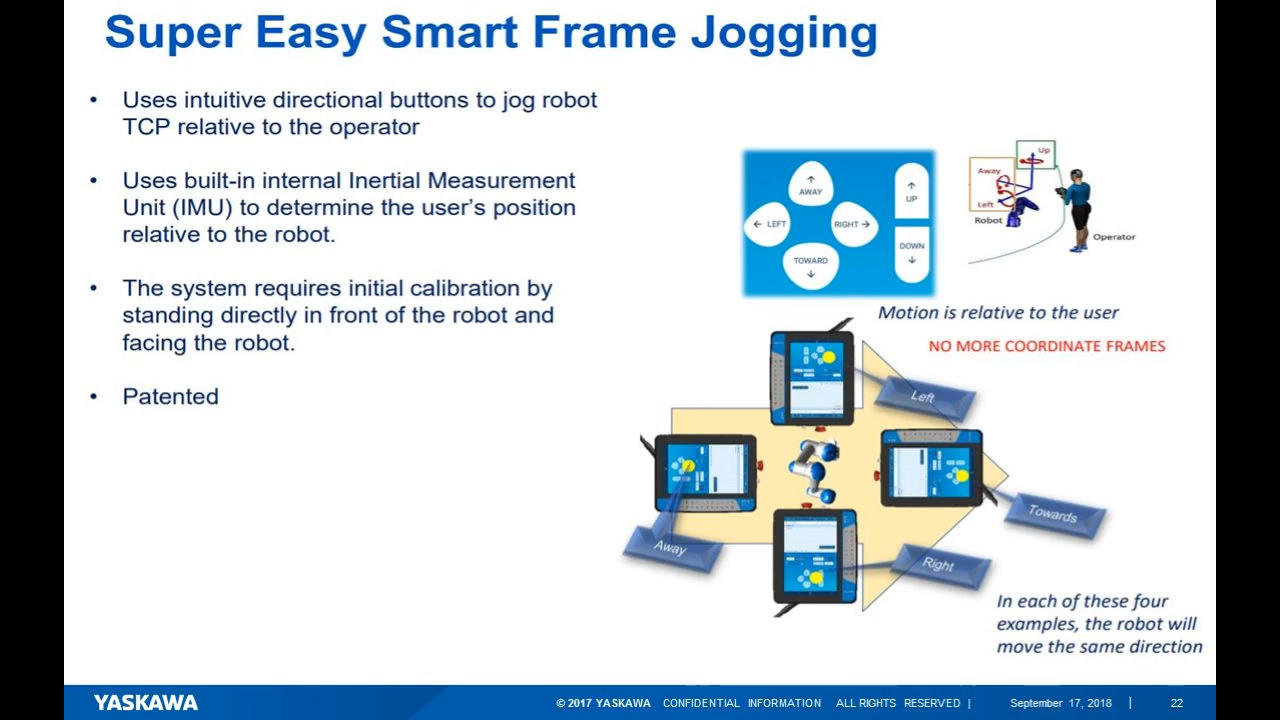 Super Easy Smart Frame Jogging
• Uses intuitive directional buttons to jog robot
TCP relative to the operator
• Uses built-in internal Inertial Measurement
Unit (IMU) to determine the user's position
relative to the robot.
• The system requires initial calibration by
standing directly in front of the robot and
facing the robot.
• Patented
↑
AWAY
← LEFT
RIGHT →
TOWARD
↓
↑
UP
DOWN
↓
Up
Away
Left
Robot
Operator
Motion is relative to the user
NO MORE COORDINATE FRAMES
Left
Towards
Away
Right
In each of these four
examples, the robot will
move the same direction
YASKAWA
© 2017 YASKAWA CONFIDENTIAL INFORMATION ALL RIGHTS RESERVED |
September 17, 2018 |
22